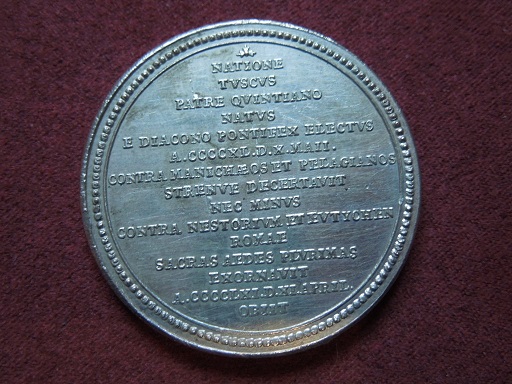 NATIONE
TVSCVS
PATRE QVINTIANO
NATVS
E DIACONO PONTIFEX ELECTVS
A.CCCCXL.D.X.MAII.
CONTRA MANICHÆOS ET PELAGIANOS
STRENVE DECERTAVIT
NEC MINVS
CONTRA NESTORIVM ET EVTYCHEN
ROMAE
SACRAS AEDES PLVRIMAS
EXORNAVIT
A.CCCCLXI.D.XI.APRIL.
OBIIT